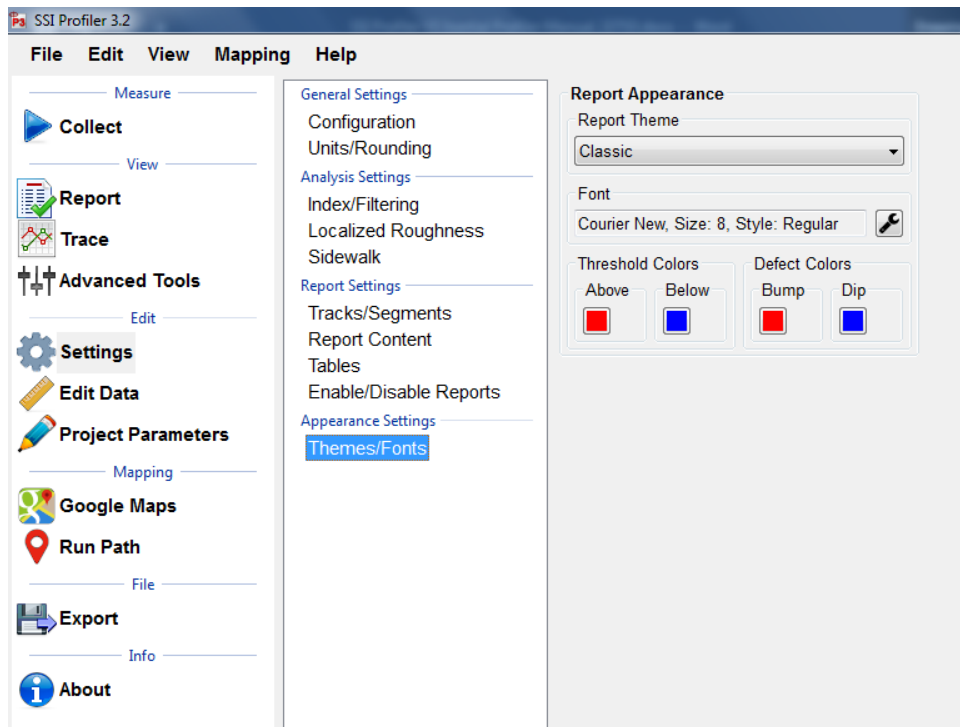 SSI Profiler 3.2
File Edit View Mapping Help
Measure
Collect
View
Report
Trace
Advanced Tools
Edit
Settings
Edit Data
Project Parameters
Mapping
Google Maps
Run Path
File
Export
Info
About
General Settings
Configuration
Units/Rounding
Analysis Settings
Index/Filtering
Localized Roughness
Sidewalk
Report Settings
Tracks/Segments
Report Content
Tables
Enable/Disable Reports
Appearance Settings
Themes/Fonts
Report Appearance
Report Theme
Classic
Font
Courier New, Size: 8, Style: Regular
Threshold Colors Defect Colors
Above Below Bump Dip